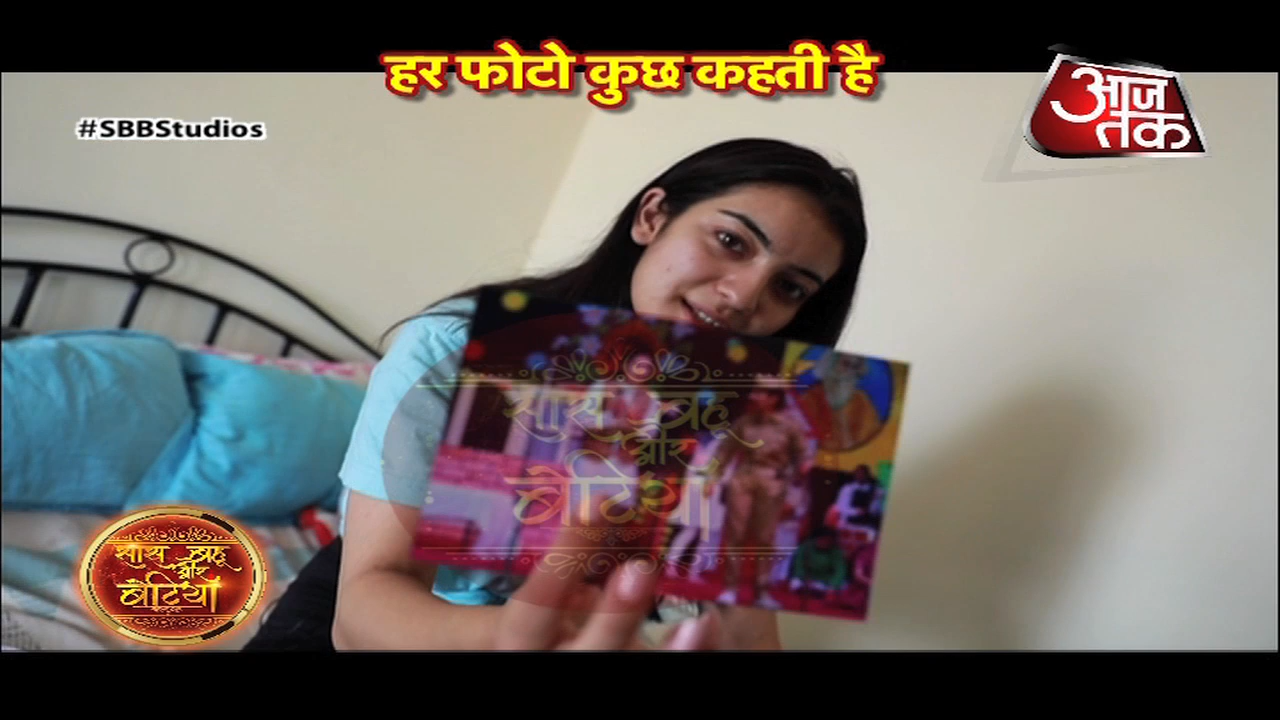 हर फोटो कुछ कहती है
#SBBStudios
आज
तक
सास बहू
और
बेटियां
सास बहू
और
बेटियां